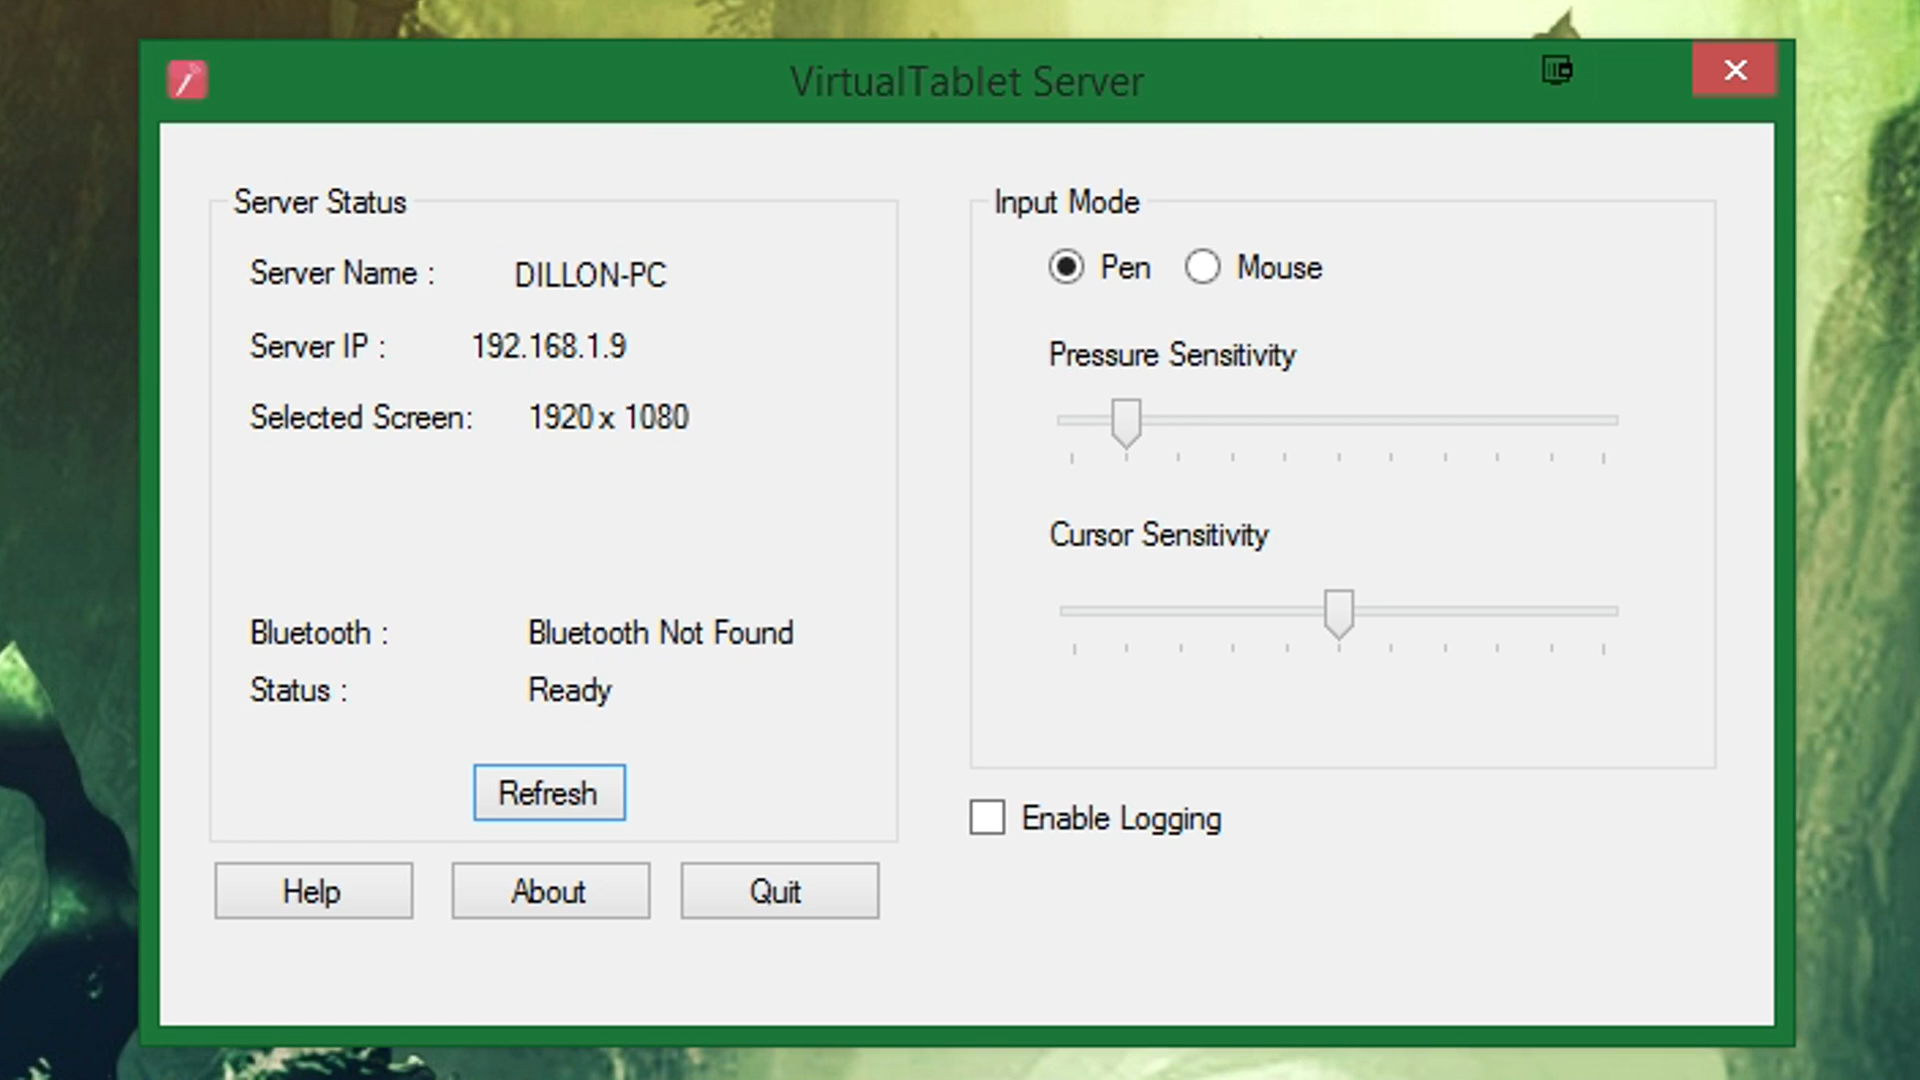 VirtualTablet Server
Server Status
Server Name : DILLON-PC
Server IP : 192.168.1.9
Selected Screen: 1920 x 1080
Bluetooth : Bluetooth Not Found
Status : Ready
Refresh
Help About Quit
Input Mode
Pen Mouse
Pressure Sensitivity
Cursor Sensitivity
Enable Logging